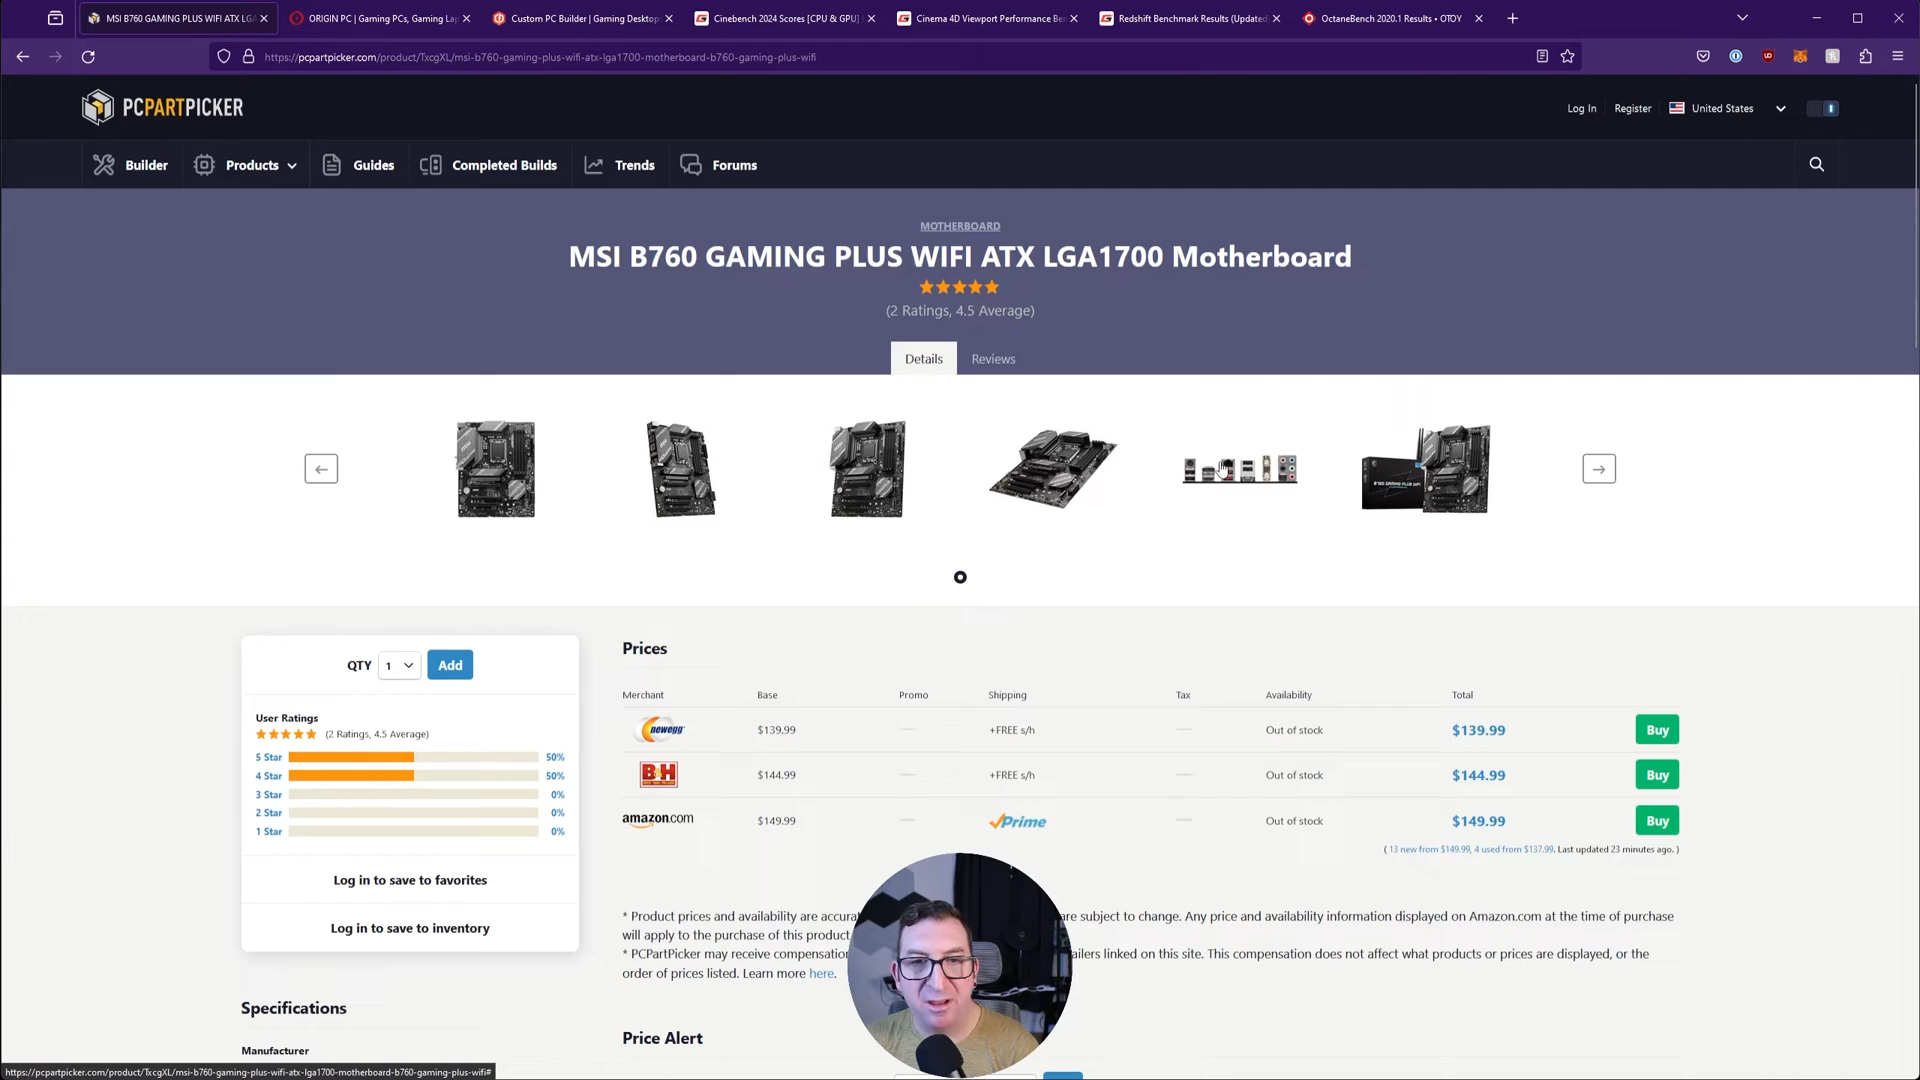 MSI B760 GAMING PLUS WIFI ATX LGA
ORIGIN PC | Gaming PCs, Gaming Lap
Custom PC Builder | Gaming Desktop
Cinebench 2024 Scores [CPU & GPU]
Cinema 4D Viewport Performance Be
Redshift Benchmark Results (Updated
OctaneBench 2020.1 Results • OTOY
https://pcpartpicker.com/product/TxcgXL/msi-b760-gaming-plus-wifi-atx-lga1700-motherboard-b760-gaming-plus-wifi
PCPARTPICKER
Log In
Register
United States
Builder
Products
Guides
Completed Builds
Trends
Forums
MOTHERBOARD
MSI B760 GAMING PLUS WIFI ATX LGA1700 Motherboard
(2 Ratings, 4.5 Average)
Details
Reviews
QTY 1 Add
User Ratings
(2 Ratings, 4.5 Average)
5 Star 50%
4 Star 50%
3 Star 0%
2 Star 0%
1 Star 0%
Log in to save to favorites
Log in to save to inventory
Specifications
Manufacturer
Prices
Merchant Base Promo Shipping Tax Availability Total
newegg $139.99 — +FREE s/h — Out of stock $139.99 Buy
B&H $144.99 — +FREE s/h — Out of stock $144.99 Buy
amazon.com $149.99 — Prime — Out of stock $149.99 Buy
( 13 new from $149.99, 4 used from $137.99. Last updated 23 minutes ago. )
* Product prices and availability are accura are subject to change. Any price and availability information displayed on Amazon.com at the time of purchase
will apply to the purchase of this product
* PCPartPicker may receive compensation ailers linked on this site. This compensation does not affect what products or prices are displayed, or the
order of prices listed. Learn more here.
Price Alert
https://pcpartpicker.com/product/TxcgXL/msi-b760-gaming-plus-wifi-atx-lga1700-motherboard-b760-gaming-plus-wifi#